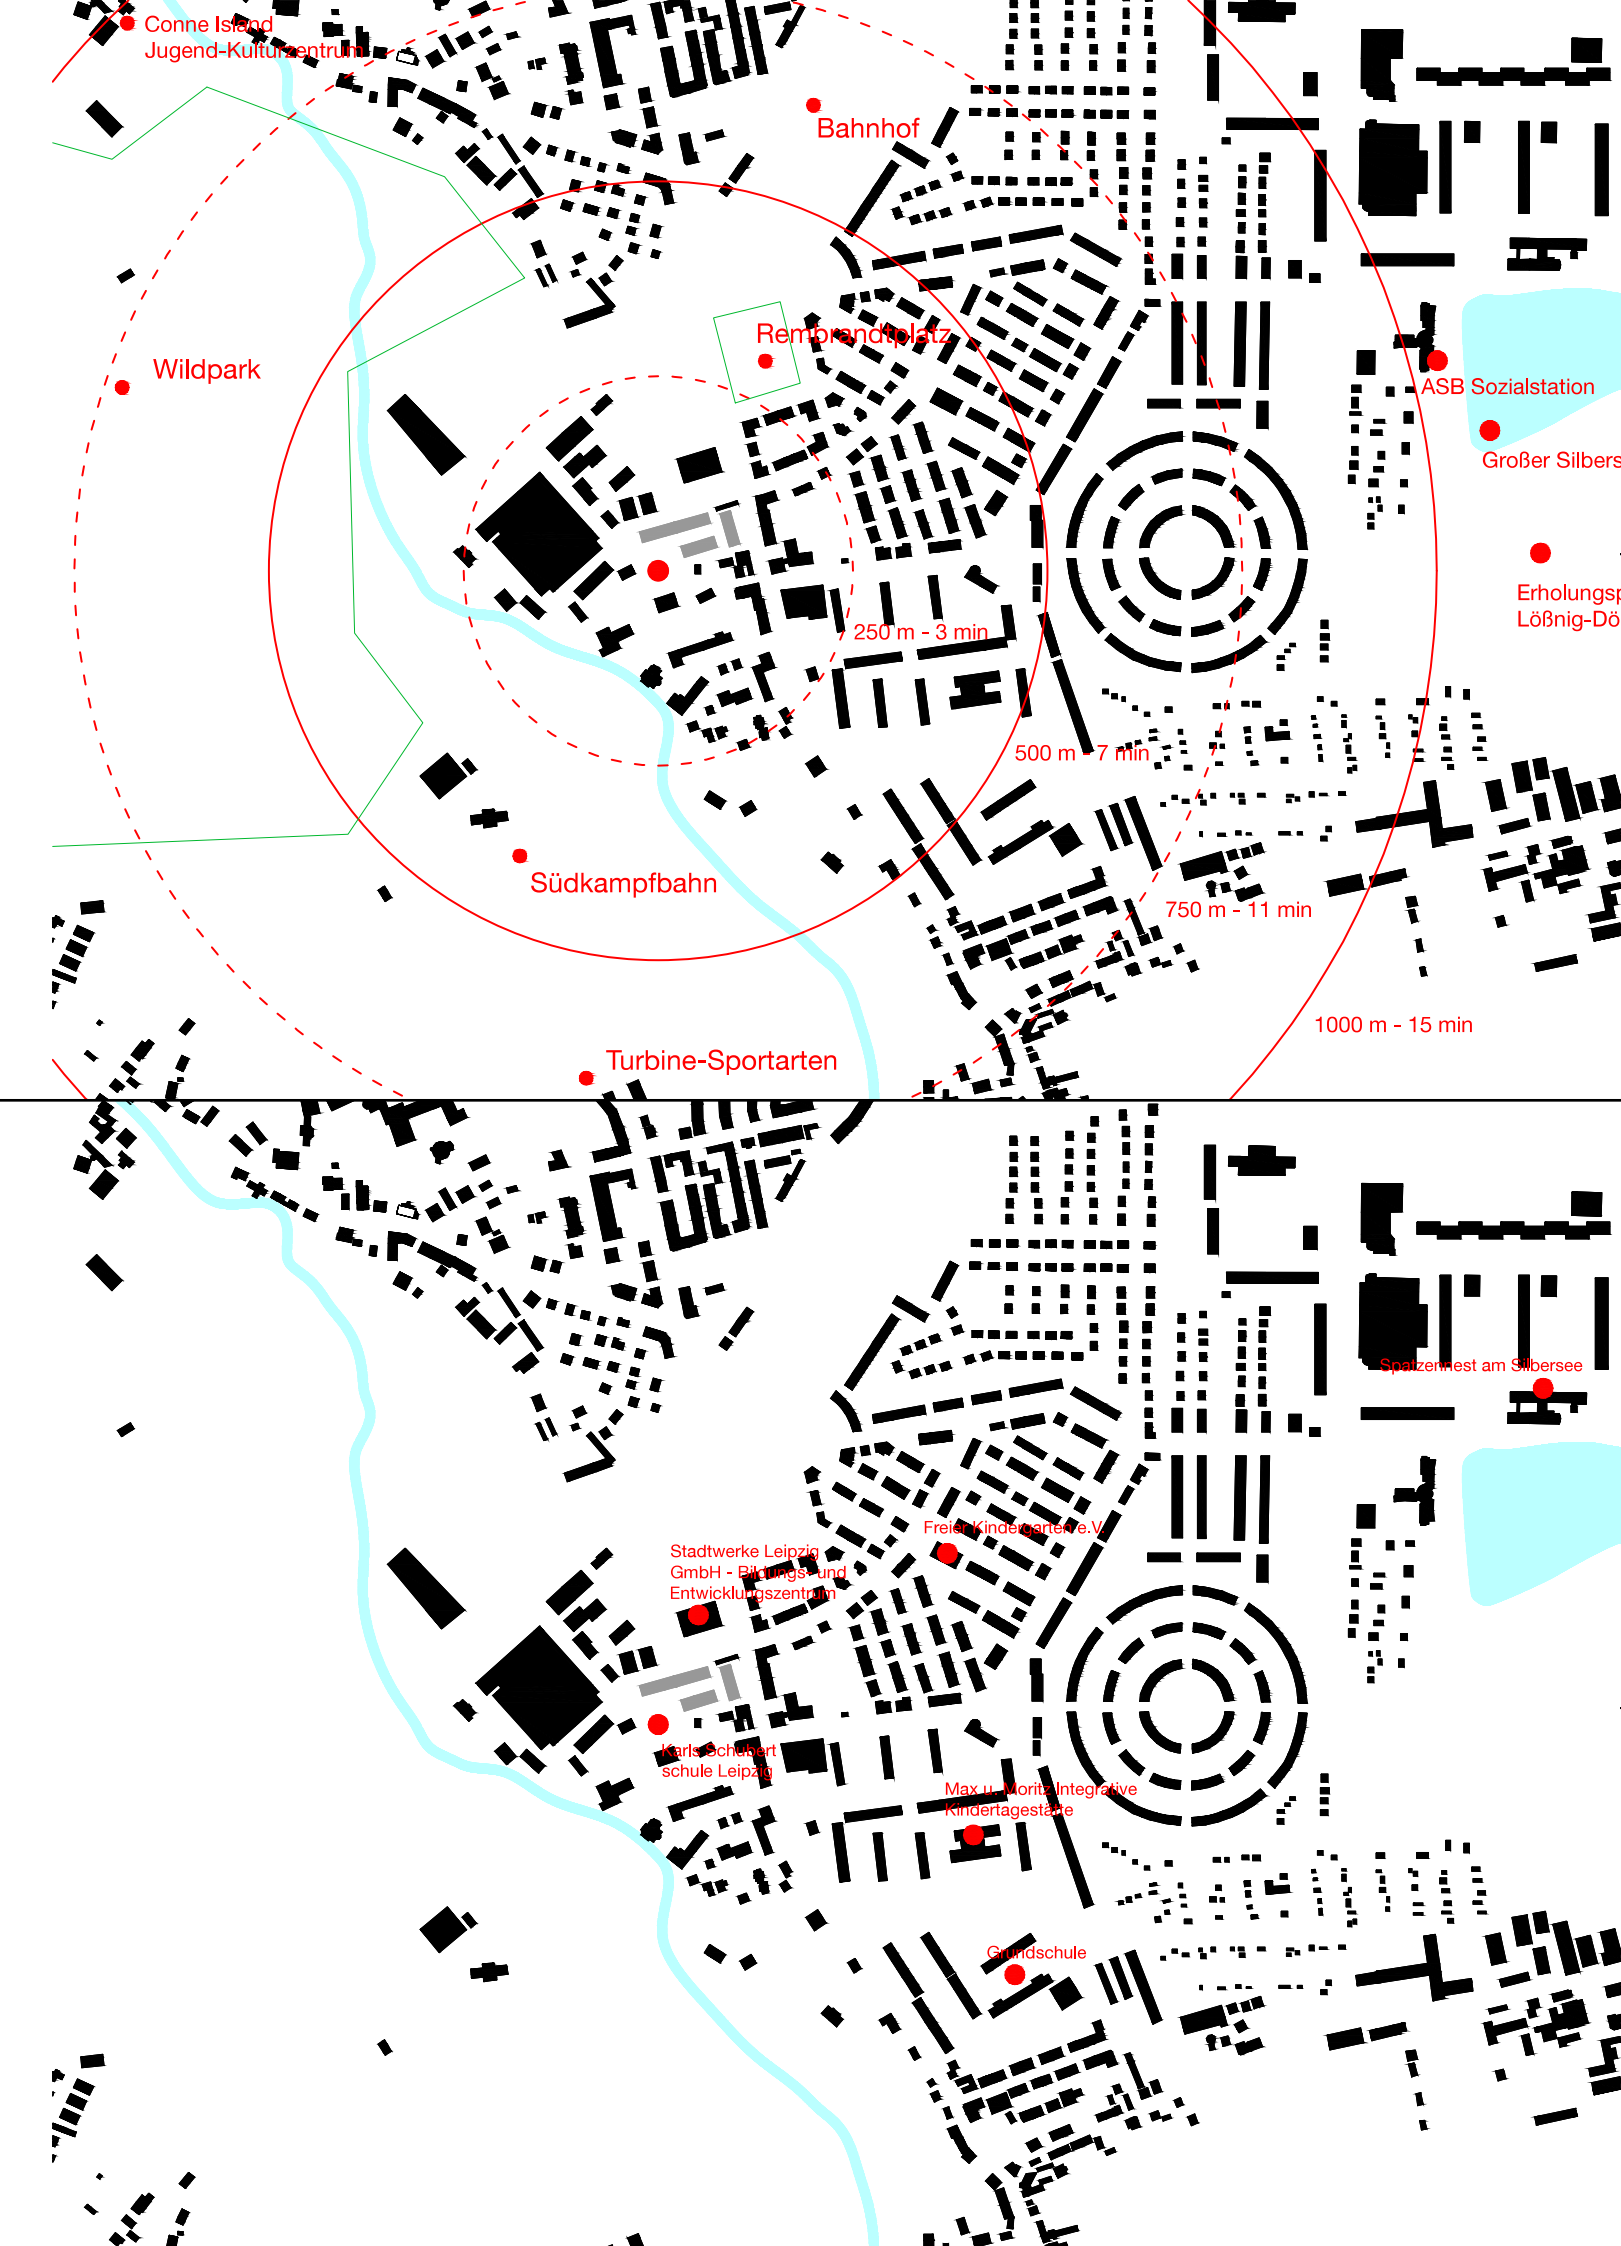 Conne Island
Jugend-Kulturzentrum
Bahnhof
Rembrandtplatz
Wildpark
ASB Sozialstation
Großer Silbers
Erholungsp
Lößnig-Dö
250 m - 3 min
500 m - 7 min
Südkampfbahn
750 m - 11 min
1000 m - 15 min
Turbine-Sportarten
Spatzennest am Silbersee
Freier Kindergarten e.V.
Stadtwerke Leipzig
GmbH - Bildungs- und
Entwicklungszentrum
Karls Schubert
schule Leipzig
Max u. Moritz Integrative
Kindertagestätte
Grundschule